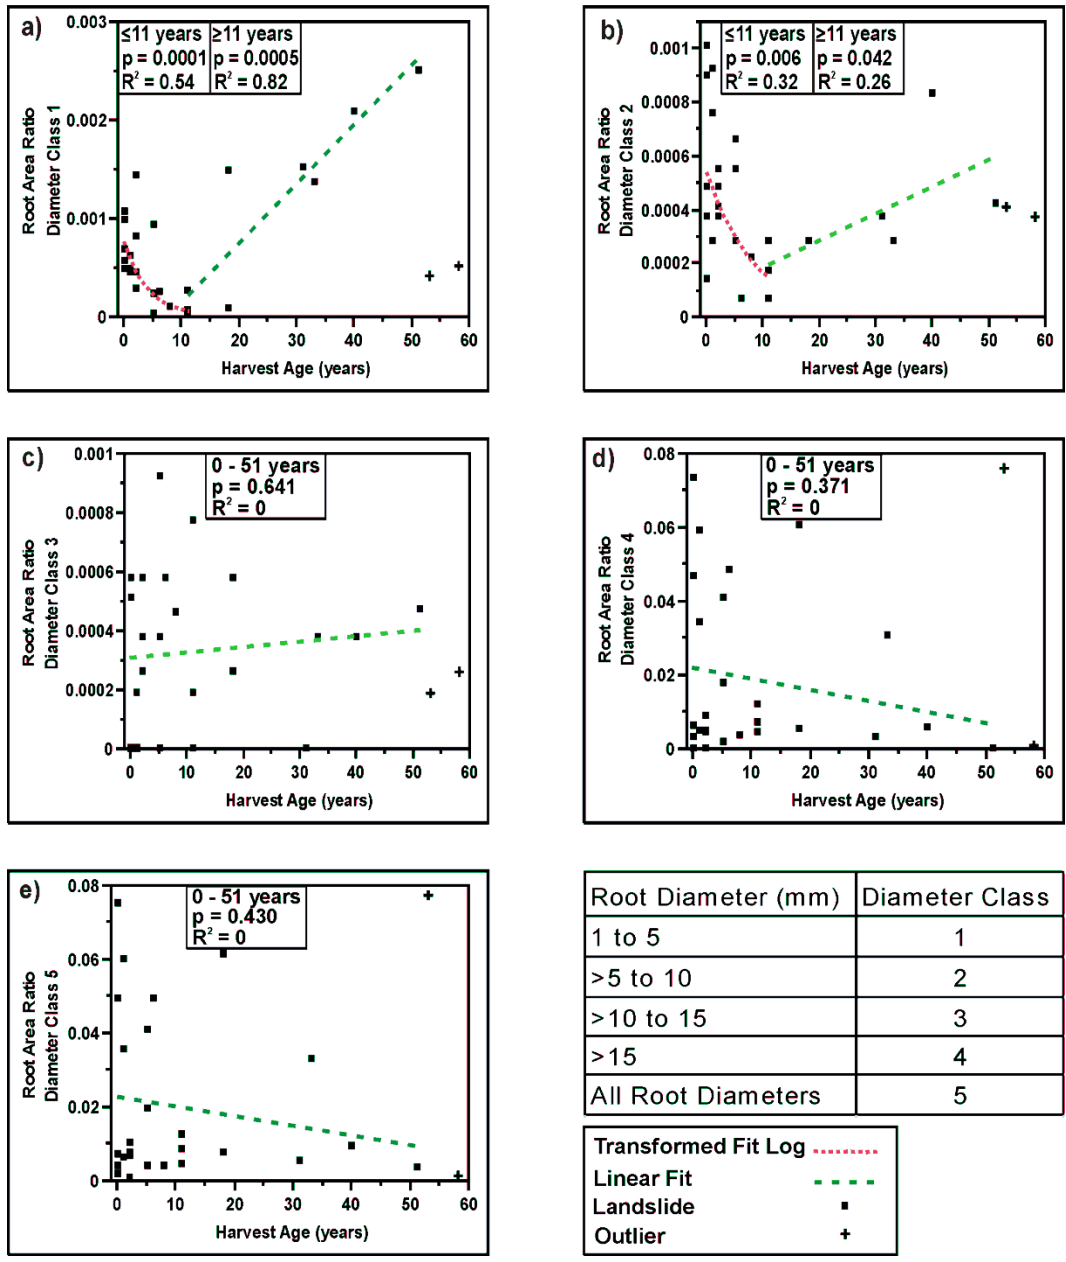 a)
≤11 years ≥11 years
p = 0.0001 p = 0.0005
R² = 0.54 R² = 0.82
Root Area Ratio
Diameter Class 1
0.003
0.002
0.001
0
0 10 20 30 40 50 60
Harvest Age (years)
b)
≤11 years ≥11 years
p = 0.006 p = 0.042
R² = 0.32 R² = 0.26
Root Area Ratio
Diameter Class 2
0.001
0.0008
0.0006
0.0004
0.0002
0
0 10 20 30 40 50 60
Harvest Age (years)
c)
0 - 51 years
p = 0.641
R² = 0
Root Area Ratio
Diameter Class 3
0.001
0.0008
0.0006
0.0004
0.0002
0
0 10 20 30 40 50 60
Harvest Age (years)
d)
0 - 51 years
p = 0.371
R² = 0
Root Area Ratio
Diameter Class 4
0.08
0.06
0.04
0.02
0
0 10 20 30 40 50 60
Harvest Age (years)
e)
0 - 51 years
p = 0.430
R² = 0
Root Area Ratio
Diameter Class 5
0.08
0.06
0.04
0.02
0
0 10 20 30 40 50 60
Harvest Age (years)
Root Diameter (mm) Diameter Class
1 to 5 1
>5 to 10 2
>10 to 15 3
>15 4
All Root Diameters 5
Transformed Fit Log
Linear Fit
Landslide
Outlier